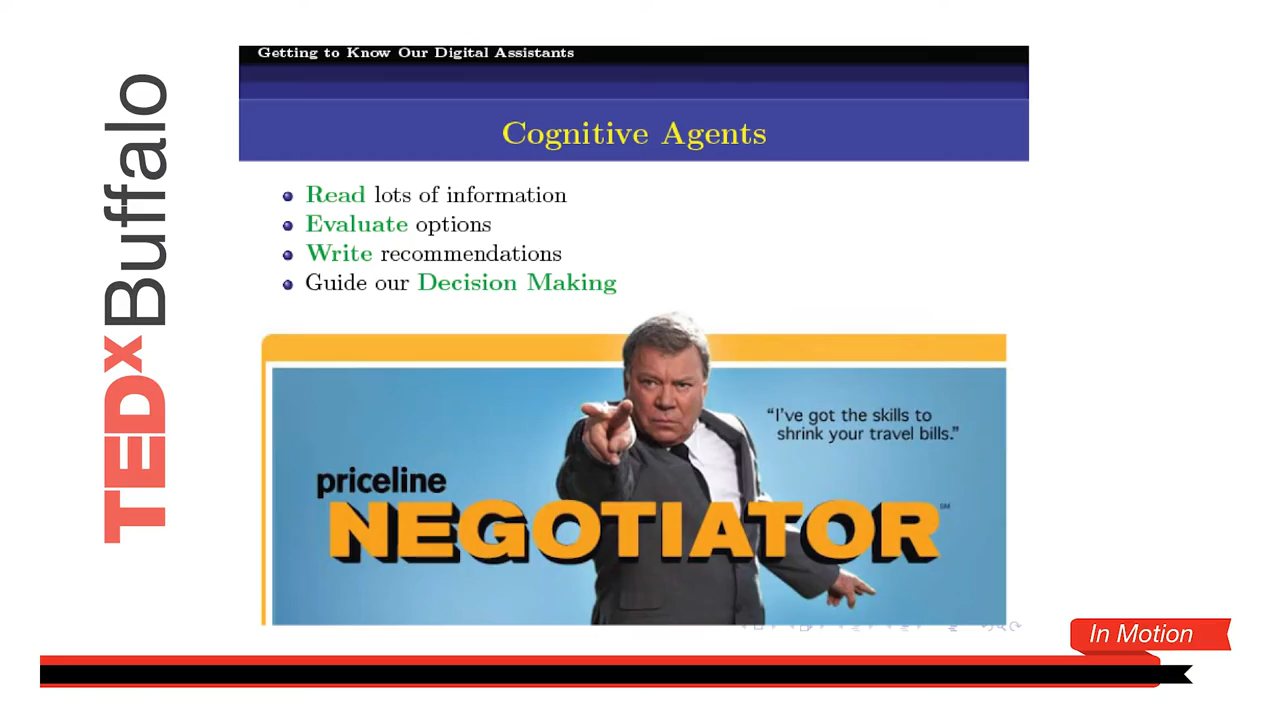 TEDxBuffalo
Getting to Know Our Digital Assistants
Cognitive Agents
Read lots of information
Evaluate options
Write recommendations
Guide our Decision Making
“I’ve got the skills to
shrink your travel bills.”
priceline
NEGOTIATOR℠
In Motion